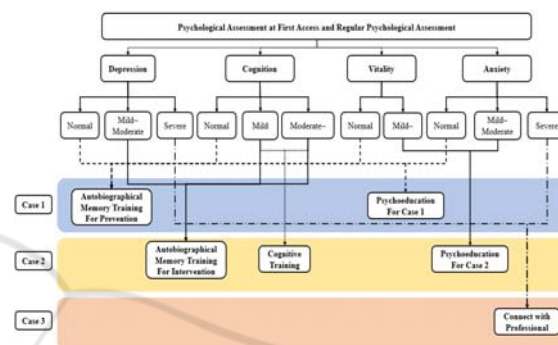 Psychological Assessment at First Access and Regular Psychological Assessment
Depression
Cognition
Vitality
Anxiety
Normal
Mild~
Moderate
Severe
Normal
Mild
Moderate~
Normal
Mild~
Normal
Mild~
Moderate
Severe
Case 1
Autobiographical
Memory Training
For Prevention
Psychoeducation
For Case 1
Case 2
Autobiographical
Memory Training
For Intervention
Cognitive
Training
Psychoeducation
For Case 2
Case 3
Connect with
Professional